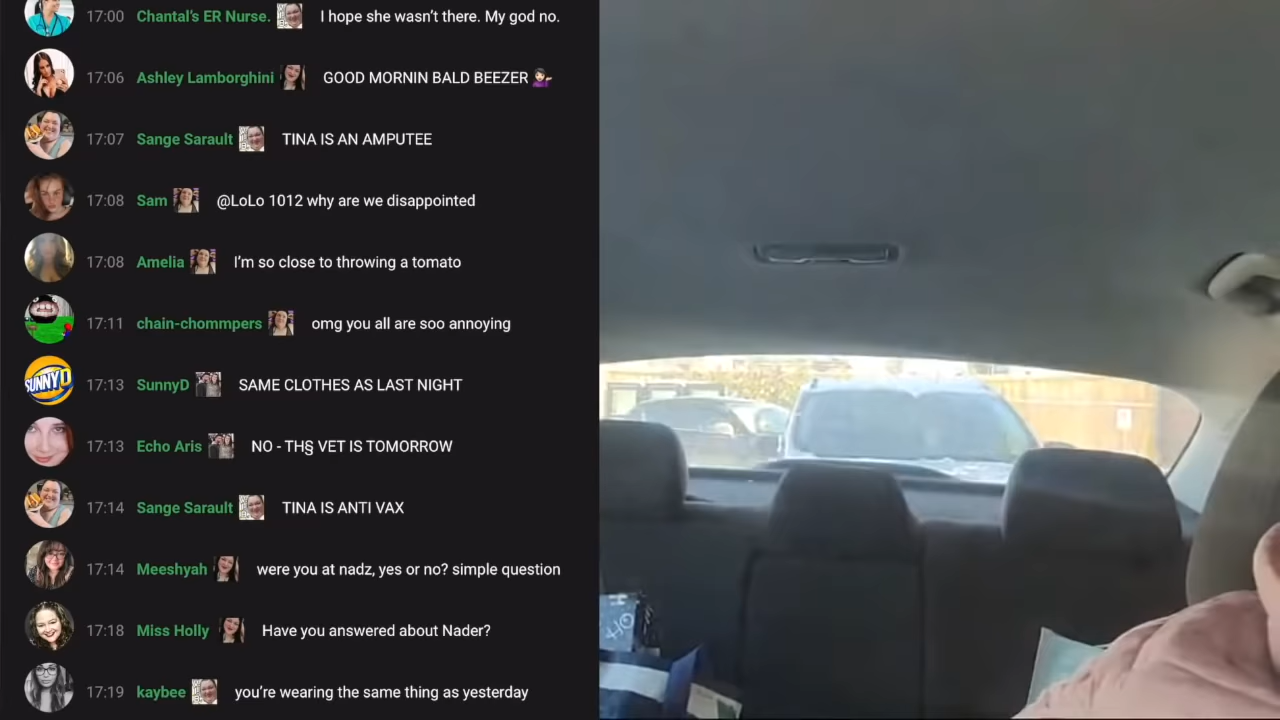 17:00 Chantal's ER Nurse. I hope she wasn't there. My god no.
17:06 Ashley Lamborghini GOOD MORNIN BALD BEEZER 💁🏻‍♀️
17:07 Sange Sarault TINA IS AN AMPUTEE
17:08 Sam @LoLo 1012 why are we disappointed
17:08 Amelia I'm so close to throwing a tomato
17:11 chain-chommpers omg you all are soo annoying
SUNNYD
17:13 SunnyD SAME CLOTHES AS LAST NIGHT
17:13 Echo Aris NO - TH§ VET IS TOMORROW
17:14 Sange Sarault TINA IS ANTI VAX
17:14 Meeshyah were you at nadz, yes or no? simple question
17:18 Miss Holly Have you answered about Nader?
17:19 kaybee you're wearing the same thing as yesterday